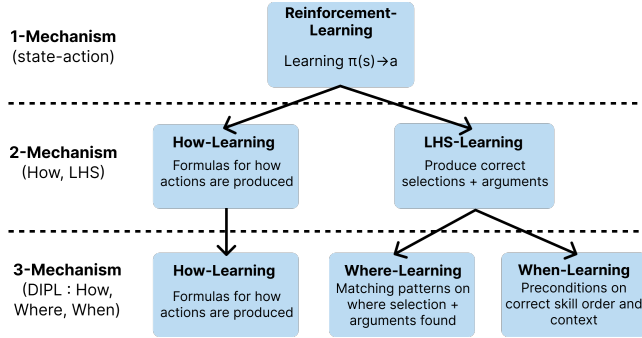 Reinforcement-
Learning
Learning π(s)→a
1-Mechanism
(state-action)
2-Mechanism
(How, LHS)
How-Learning
Formulas for how
actions are produced
LHS-Learning
Produce correct
selections + arguments
3-Mechanism
(DIPL : How,
Where, When)
How-Learning
Formulas for how
actions are produced
Where-Learning
Matching patterns on
where selection +
arguments found
When-Learning
Preconditions on
correct skill order and
context